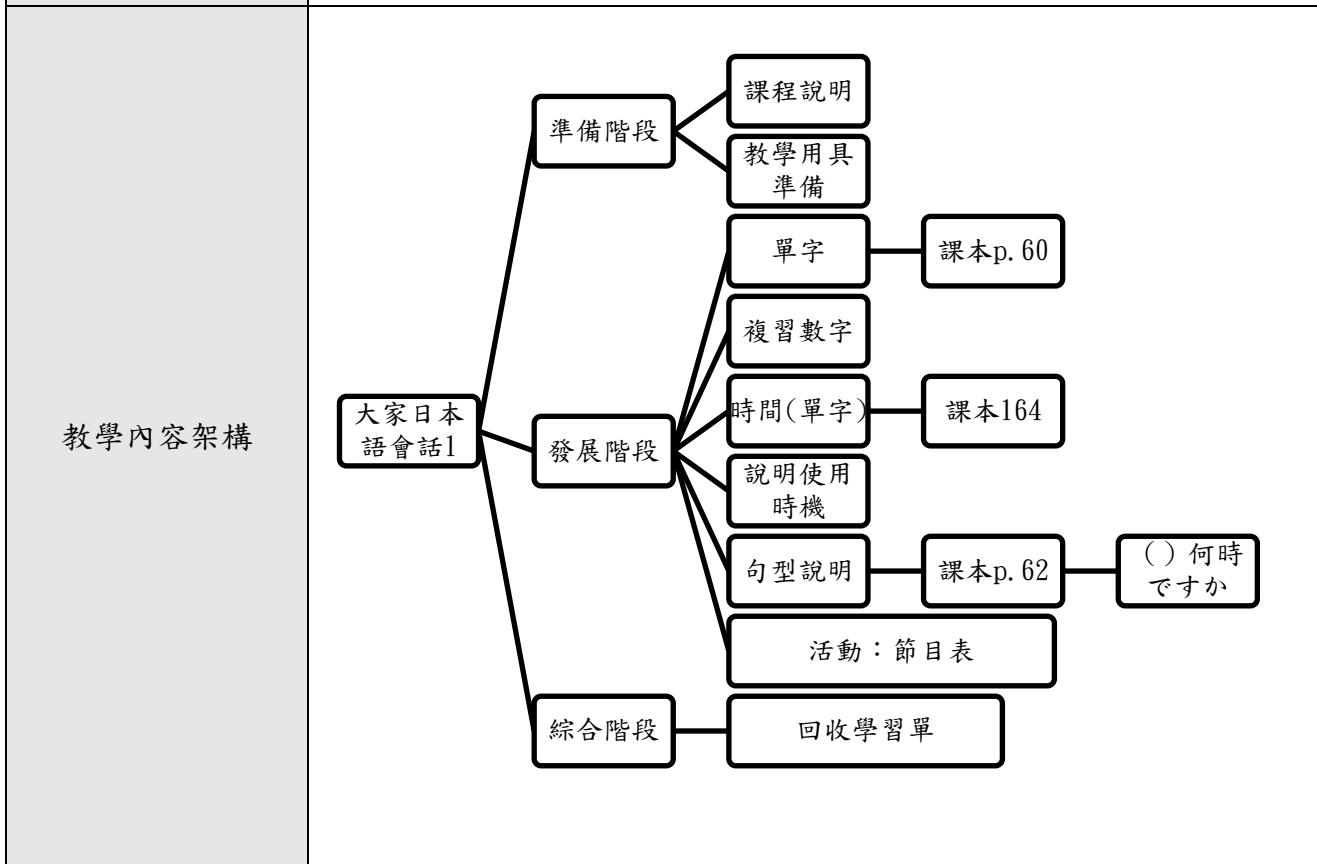 教學內容架構
大家日本
語會話1
準備階段
課程說明
教學用具
準備
發展階段
單字
課本p.60
複習數字
時間(單字)
課本164
說明使用
時機
句型說明
課本p.62
（ ）何時
ですか
活動：節目表
綜合階段
回收學習單